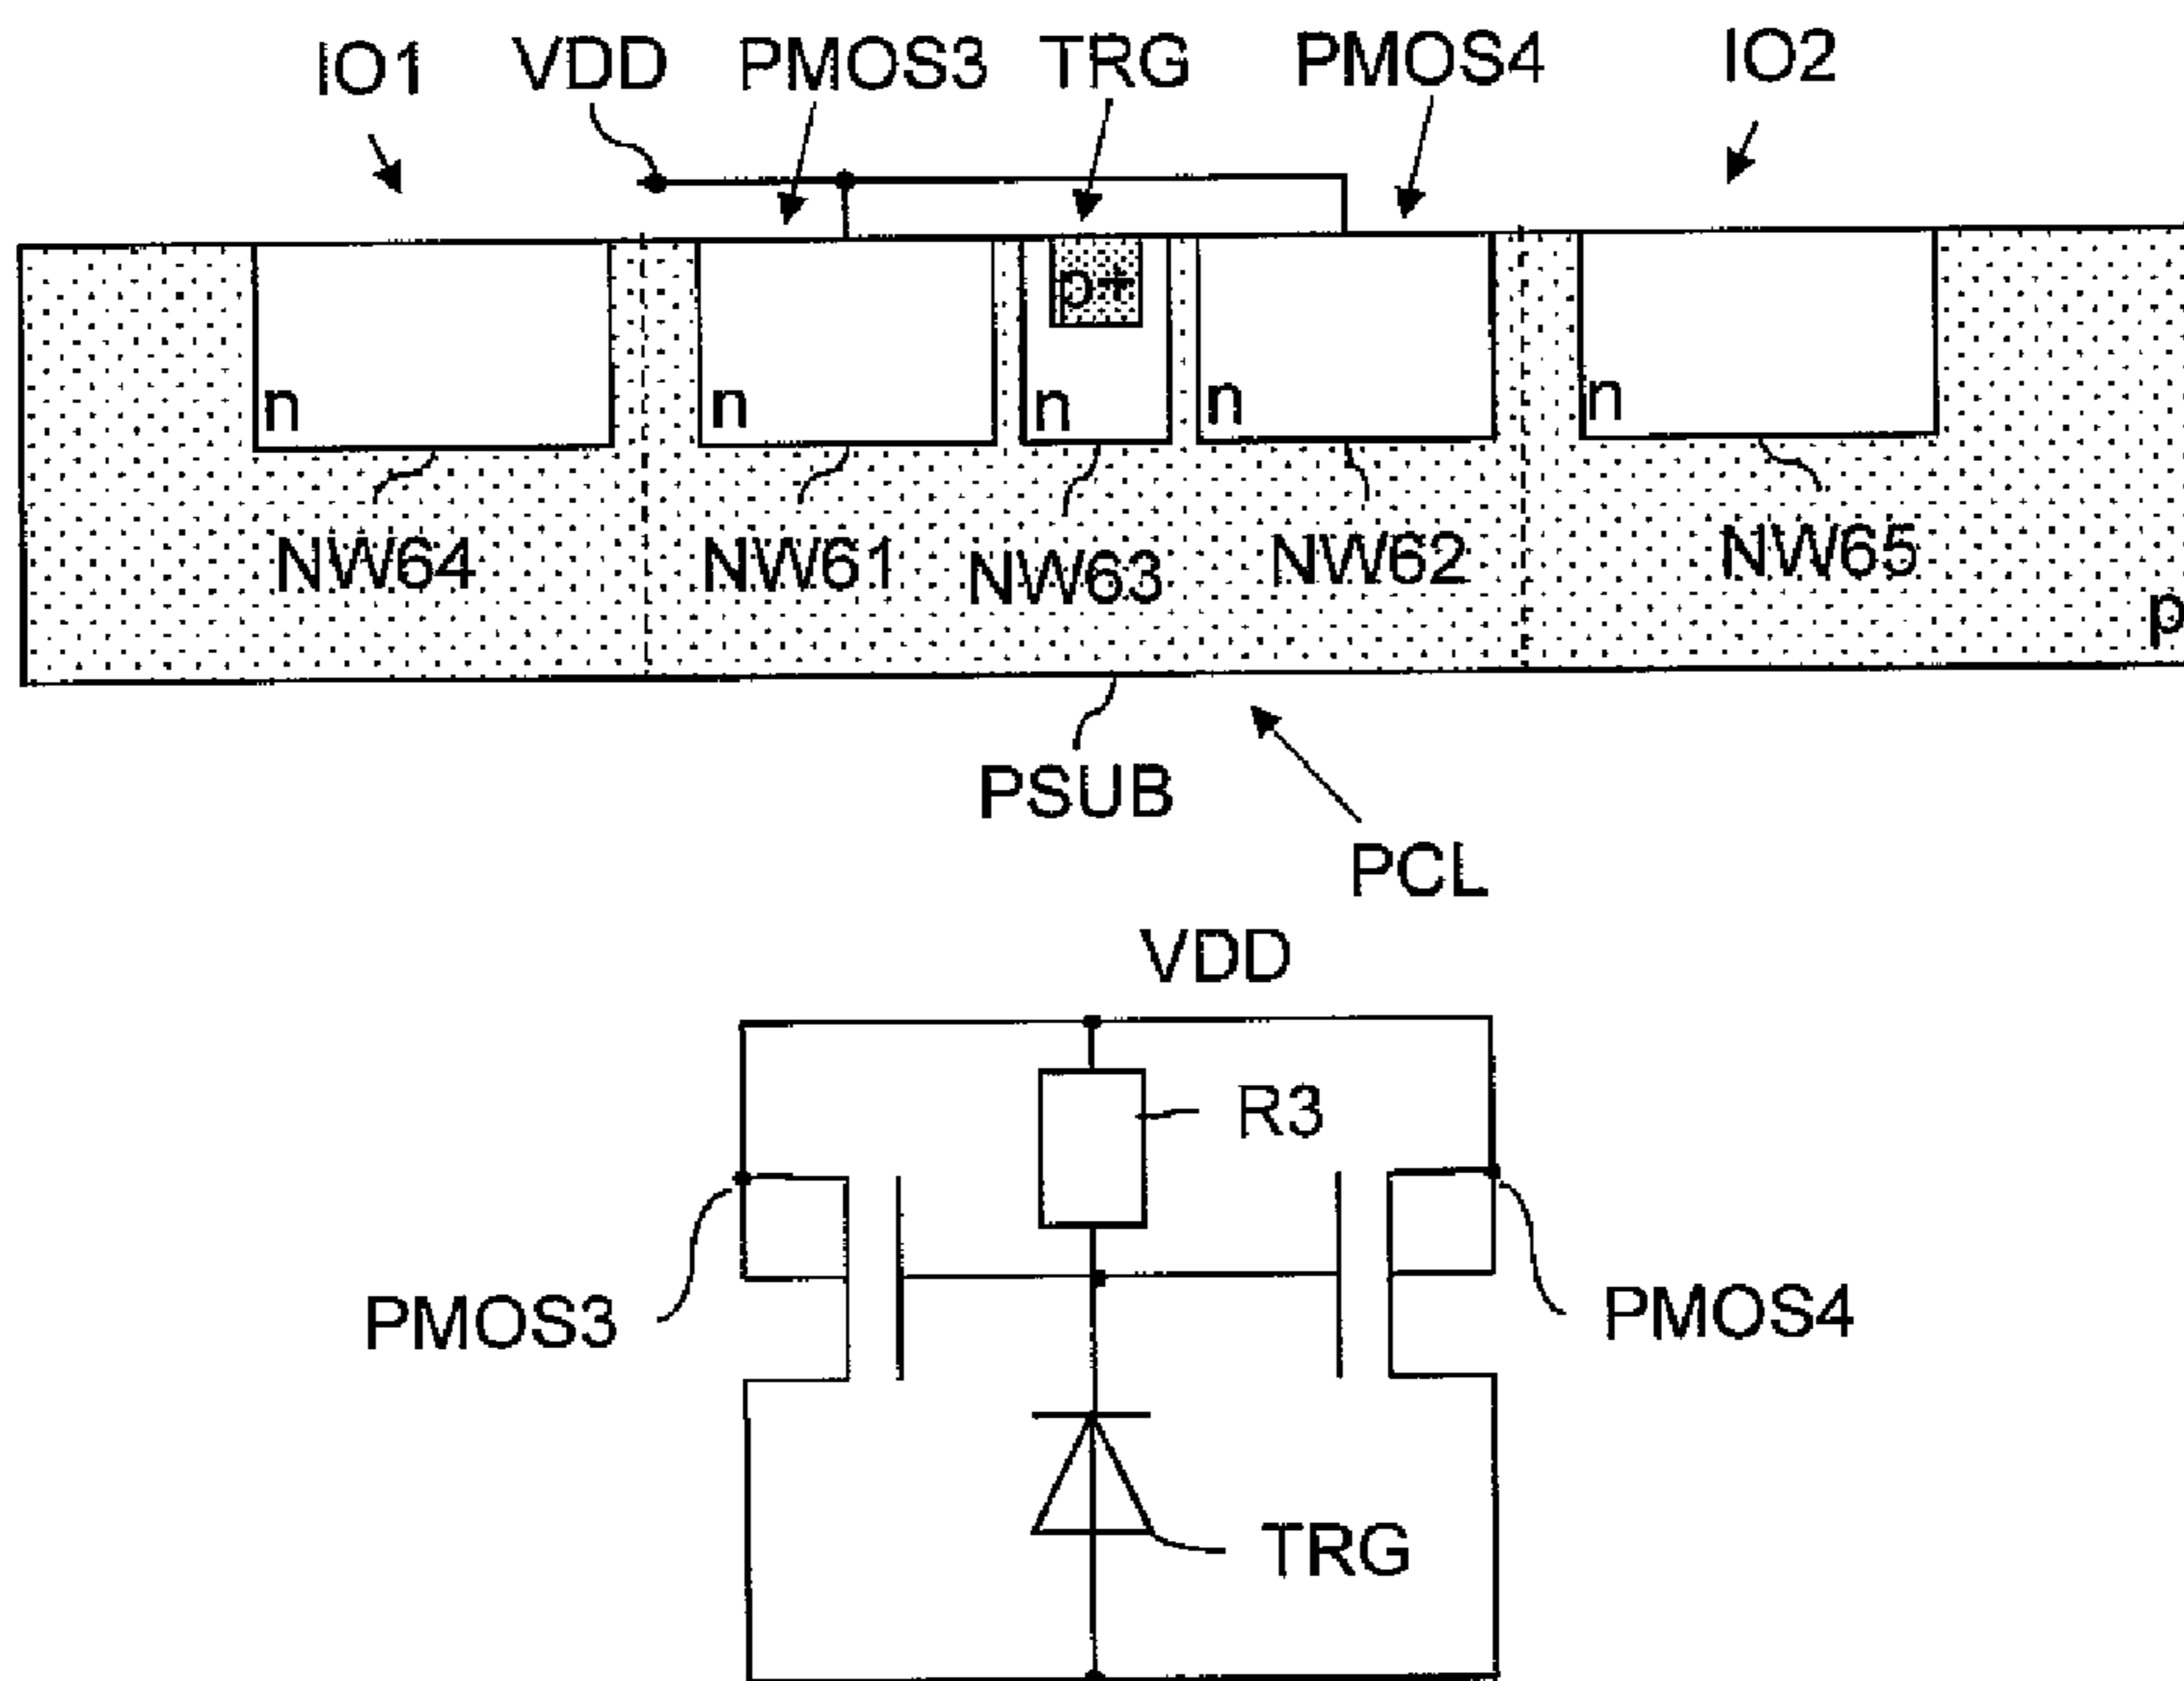 IO1 VDD PMOS3 TRG PMOS4 IO2
p+
n n n n n
NW64 NW61 NW63 NW62 NW65
p
PSUB
PCL
VDD
R3
PMOS3 PMOS4
TRG